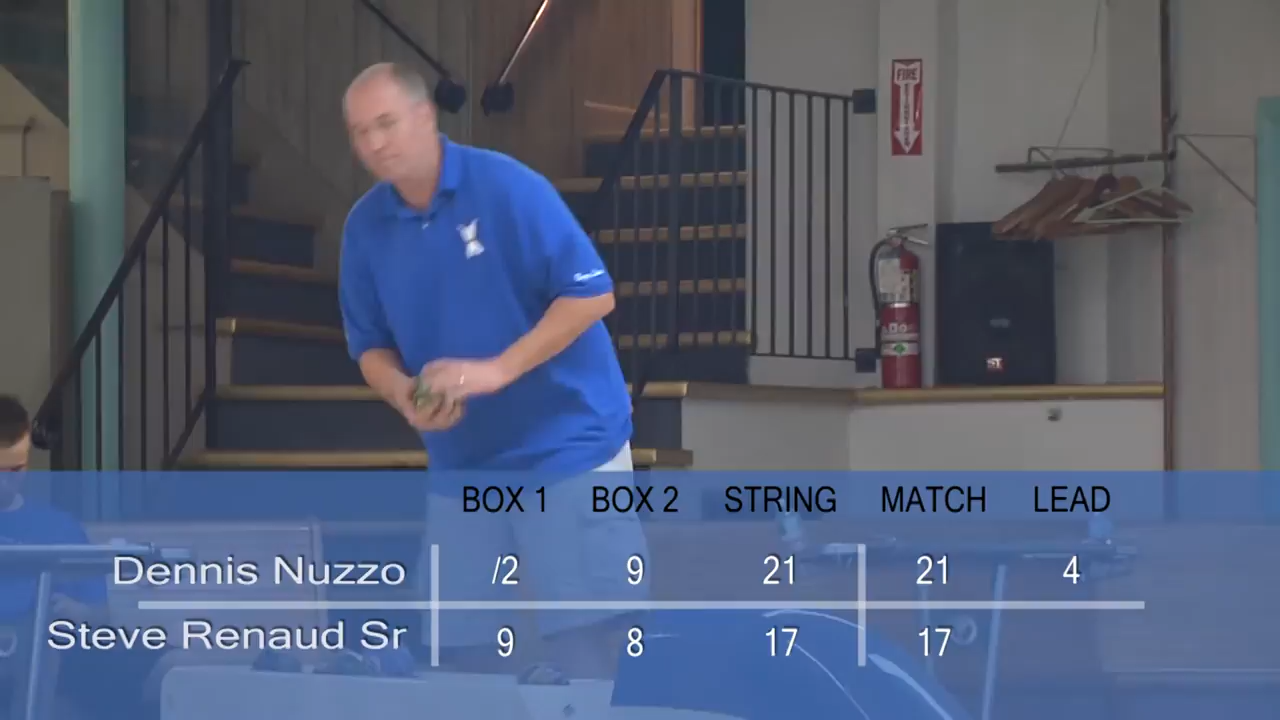 FIRE
BOX 1 BOX 2 STRING MATCH LEAD
Dennis Nuzzo /2 9 21 21 4
Steve Renaud Sr 9 8 17 17